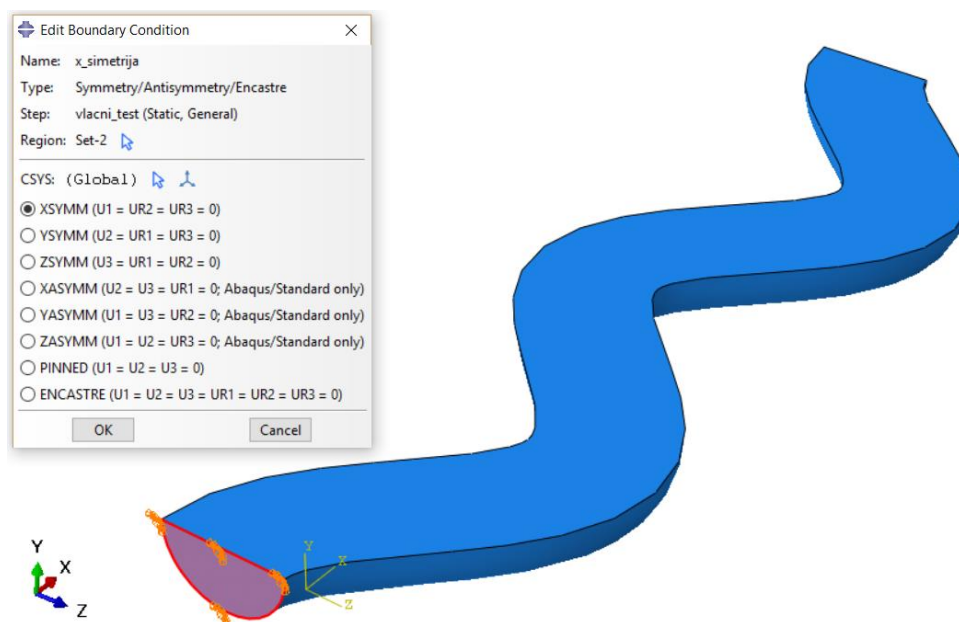 Edit Boundary Condition
Name: x_simetrija
Type: Symmetry/Antisymmetry/Encastre
Step: vlacni_test (Static, General)
Region: Set-2
CSYS: (Global)
XSYMM (U1 = UR2 = UR3 = 0)
YSYMM (U2 = UR1 = UR3 = 0)
ZSYMM (U3 = UR1 = UR2 = 0)
XASYMM (U2 = U3 = UR1 = 0; Abaqus/Standard only)
YASYMM (U1 = U3 = UR2 = 0; Abaqus/Standard only)
ZASYMM (U1 = U2 = UR3 = 0; Abaqus/Standard only)
PINNED (U1 = U2 = U3 = 0)
ENCASTRE (U1 = U2 = U3 = UR1 = UR2 = UR3 = 0)
OK Cancel
Y
X
Z
Y
X
Z